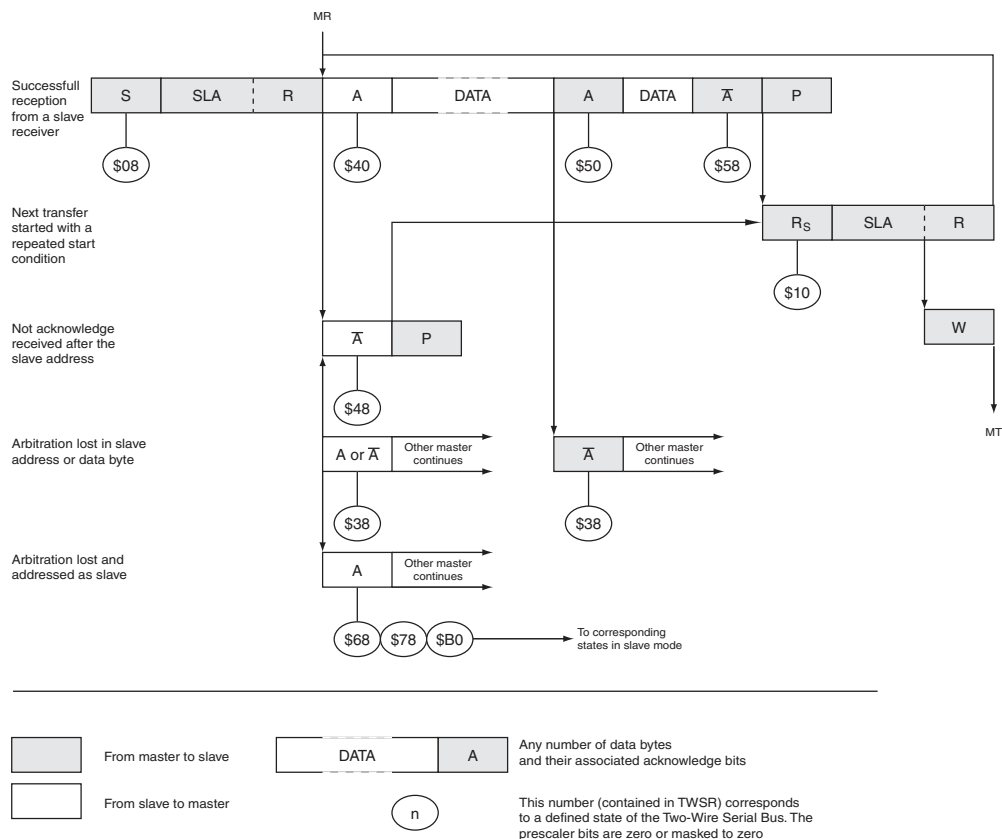 MR
Successfull
reception
from a slave
receiver
S SLA R A DATA A DATA A̅ P
$08 $40 $50 $58
Next transfer
started with a
repeated start
condition
RS SLA R
$10
W
MT
Not acknowledge
received after the
slave address
A̅ P
$48
Arbitration lost in slave
address or data byte
A or A̅
Other master
continues
A̅
Other master
continues
$38 $38
Arbitration lost and
addressed as slave
A
Other master
continues
$68 $78 $B0
To corresponding
states in slave mode
From master to slave
DATA A
Any number of data bytes
and their associated acknowledge bits
From slave to master
n
This number (contained in TWSR) corresponds
to a defined state of the Two-Wire Serial Bus. The
prescaler bits are zero or masked to zero